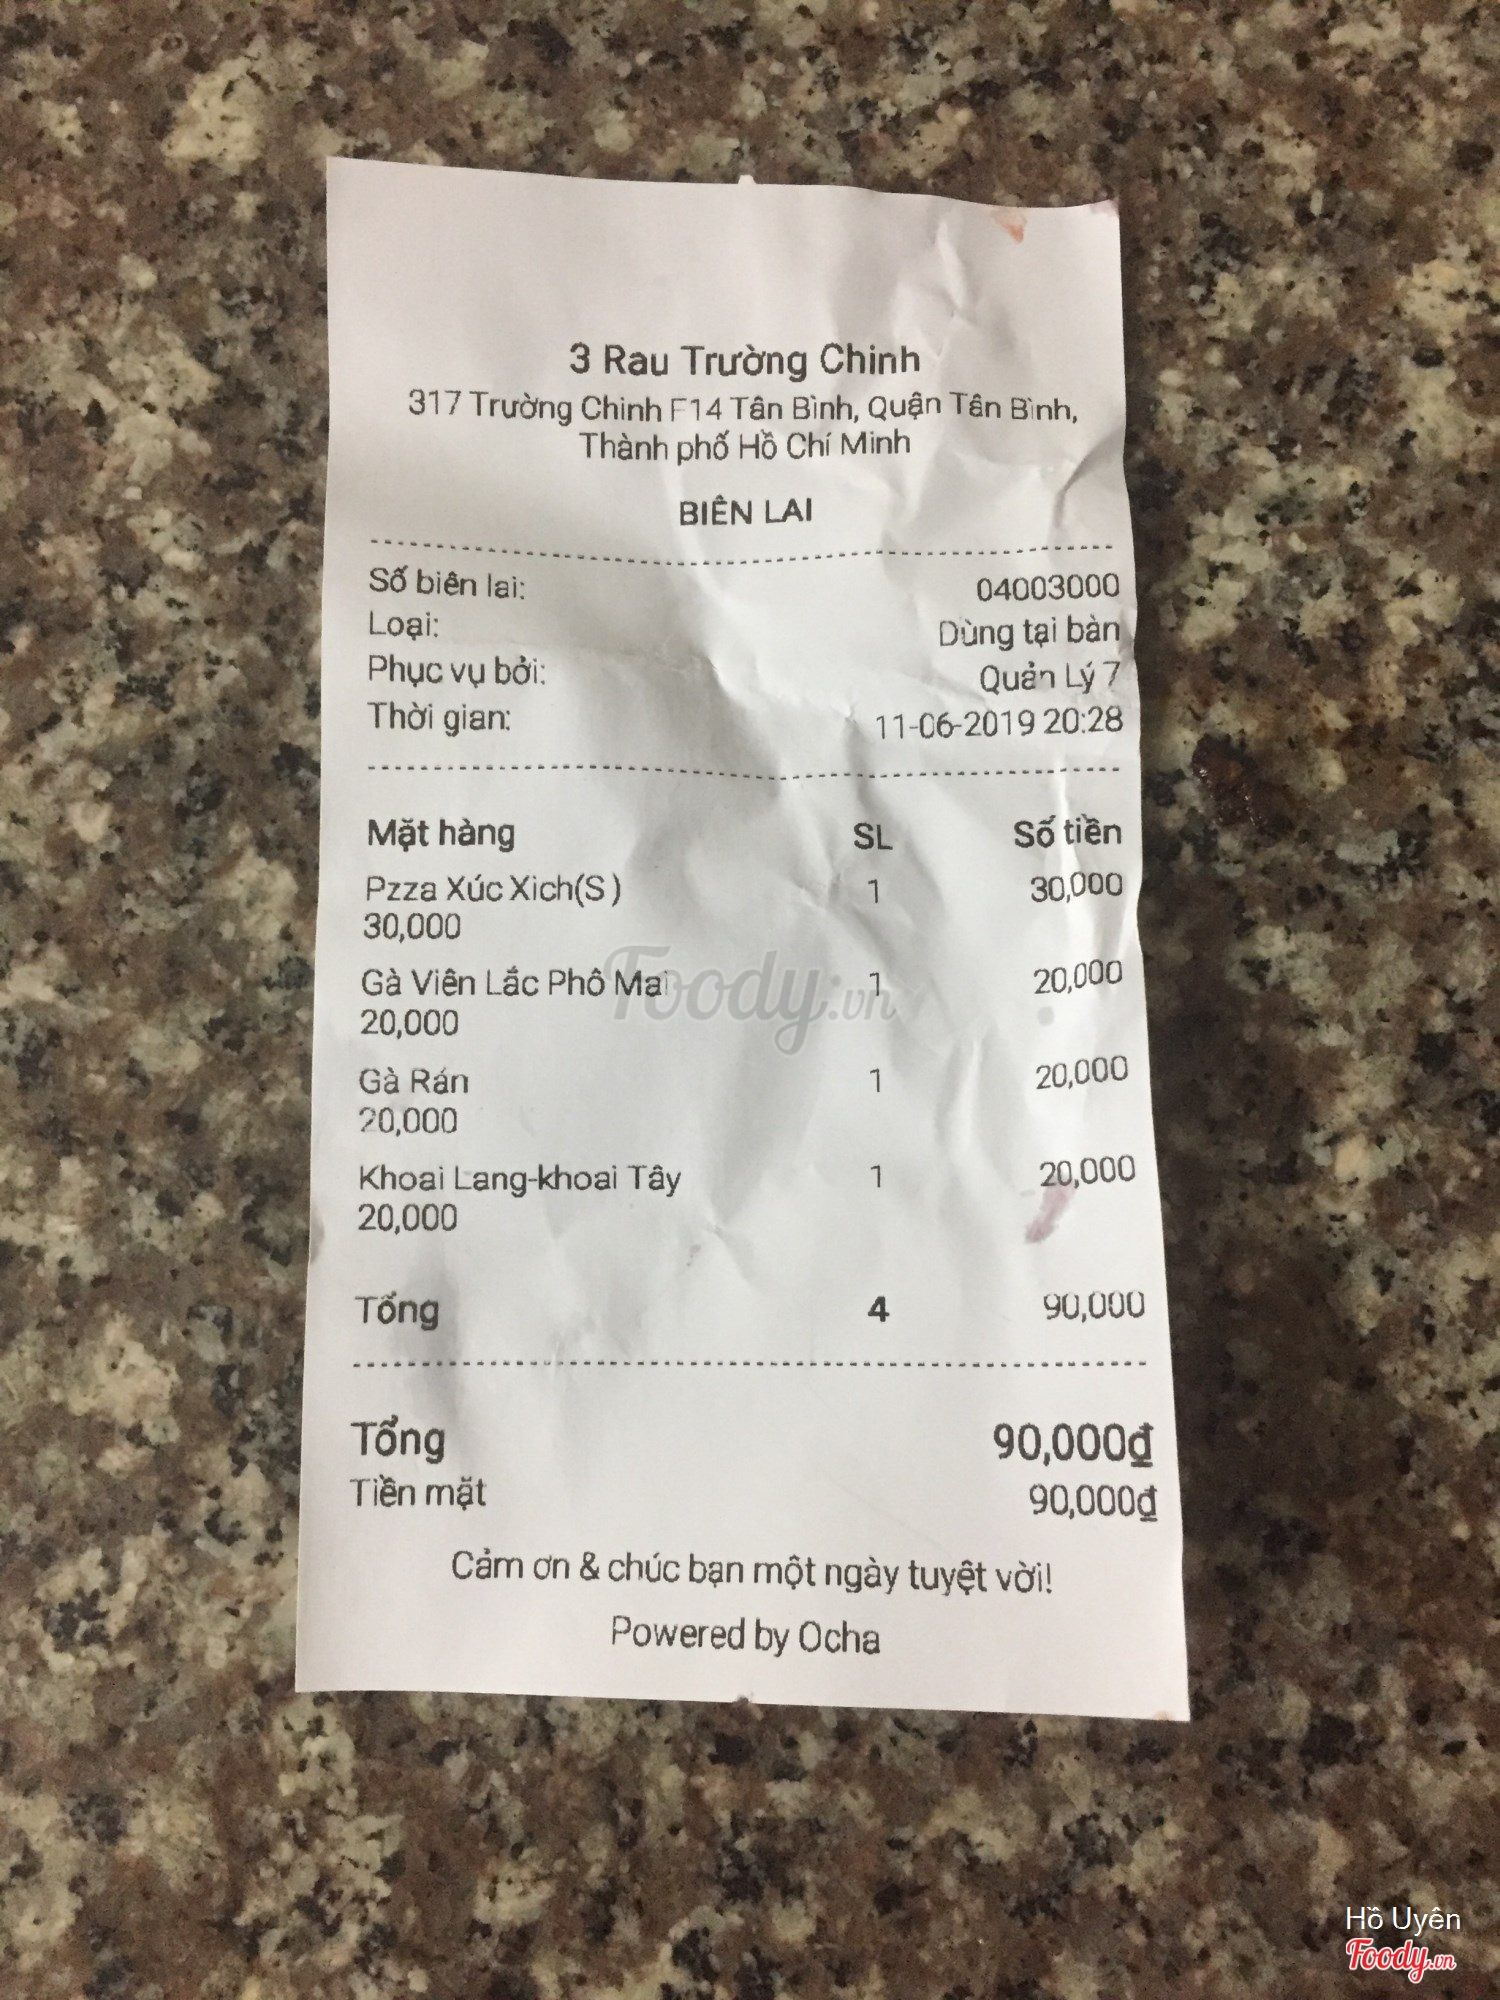 3 Rau Trường Chinh
317 Trường Chinh F14 Tân Bình, Quận Tân Bình,
Thành phố Hồ Chí Minh
BIÊN LAI
Số biên lai: 04003000
Loại: Dùng tại bàn
Phục vụ bởi: Quản Lý 7
Thời gian: 11-06-2019 20:28
Mặt hàng SL Số tiền
Pzza Xúc Xich(S ) 1 30,000
30,000
Gà Viên Lắc Phô Mai 1 20,000
20,000
Gà Rán 1 20,000
20,000
Khoai Lang-khoai Tây 1 20,000
20,000
Tổng 4 90,000
Tổng 90,000đ
Tiền mặt 90,000đ
Cảm ơn & chúc bạn một ngày tuyệt vời!
Powered by Ocha
Foody.vn
Hồ Uyên
Foody.vn